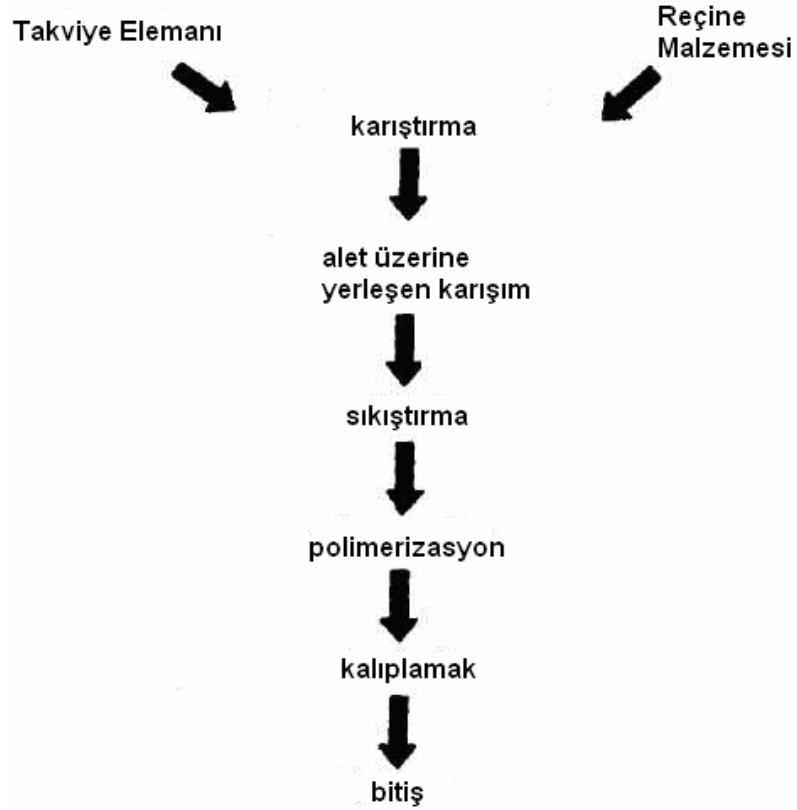 Takviye Elemanı
Reçine
Malzemesi
karıştırma
alet üzerine
yerleşen karışım
sıkıştırma
polimerizasyon
kalıplamak
bitiş